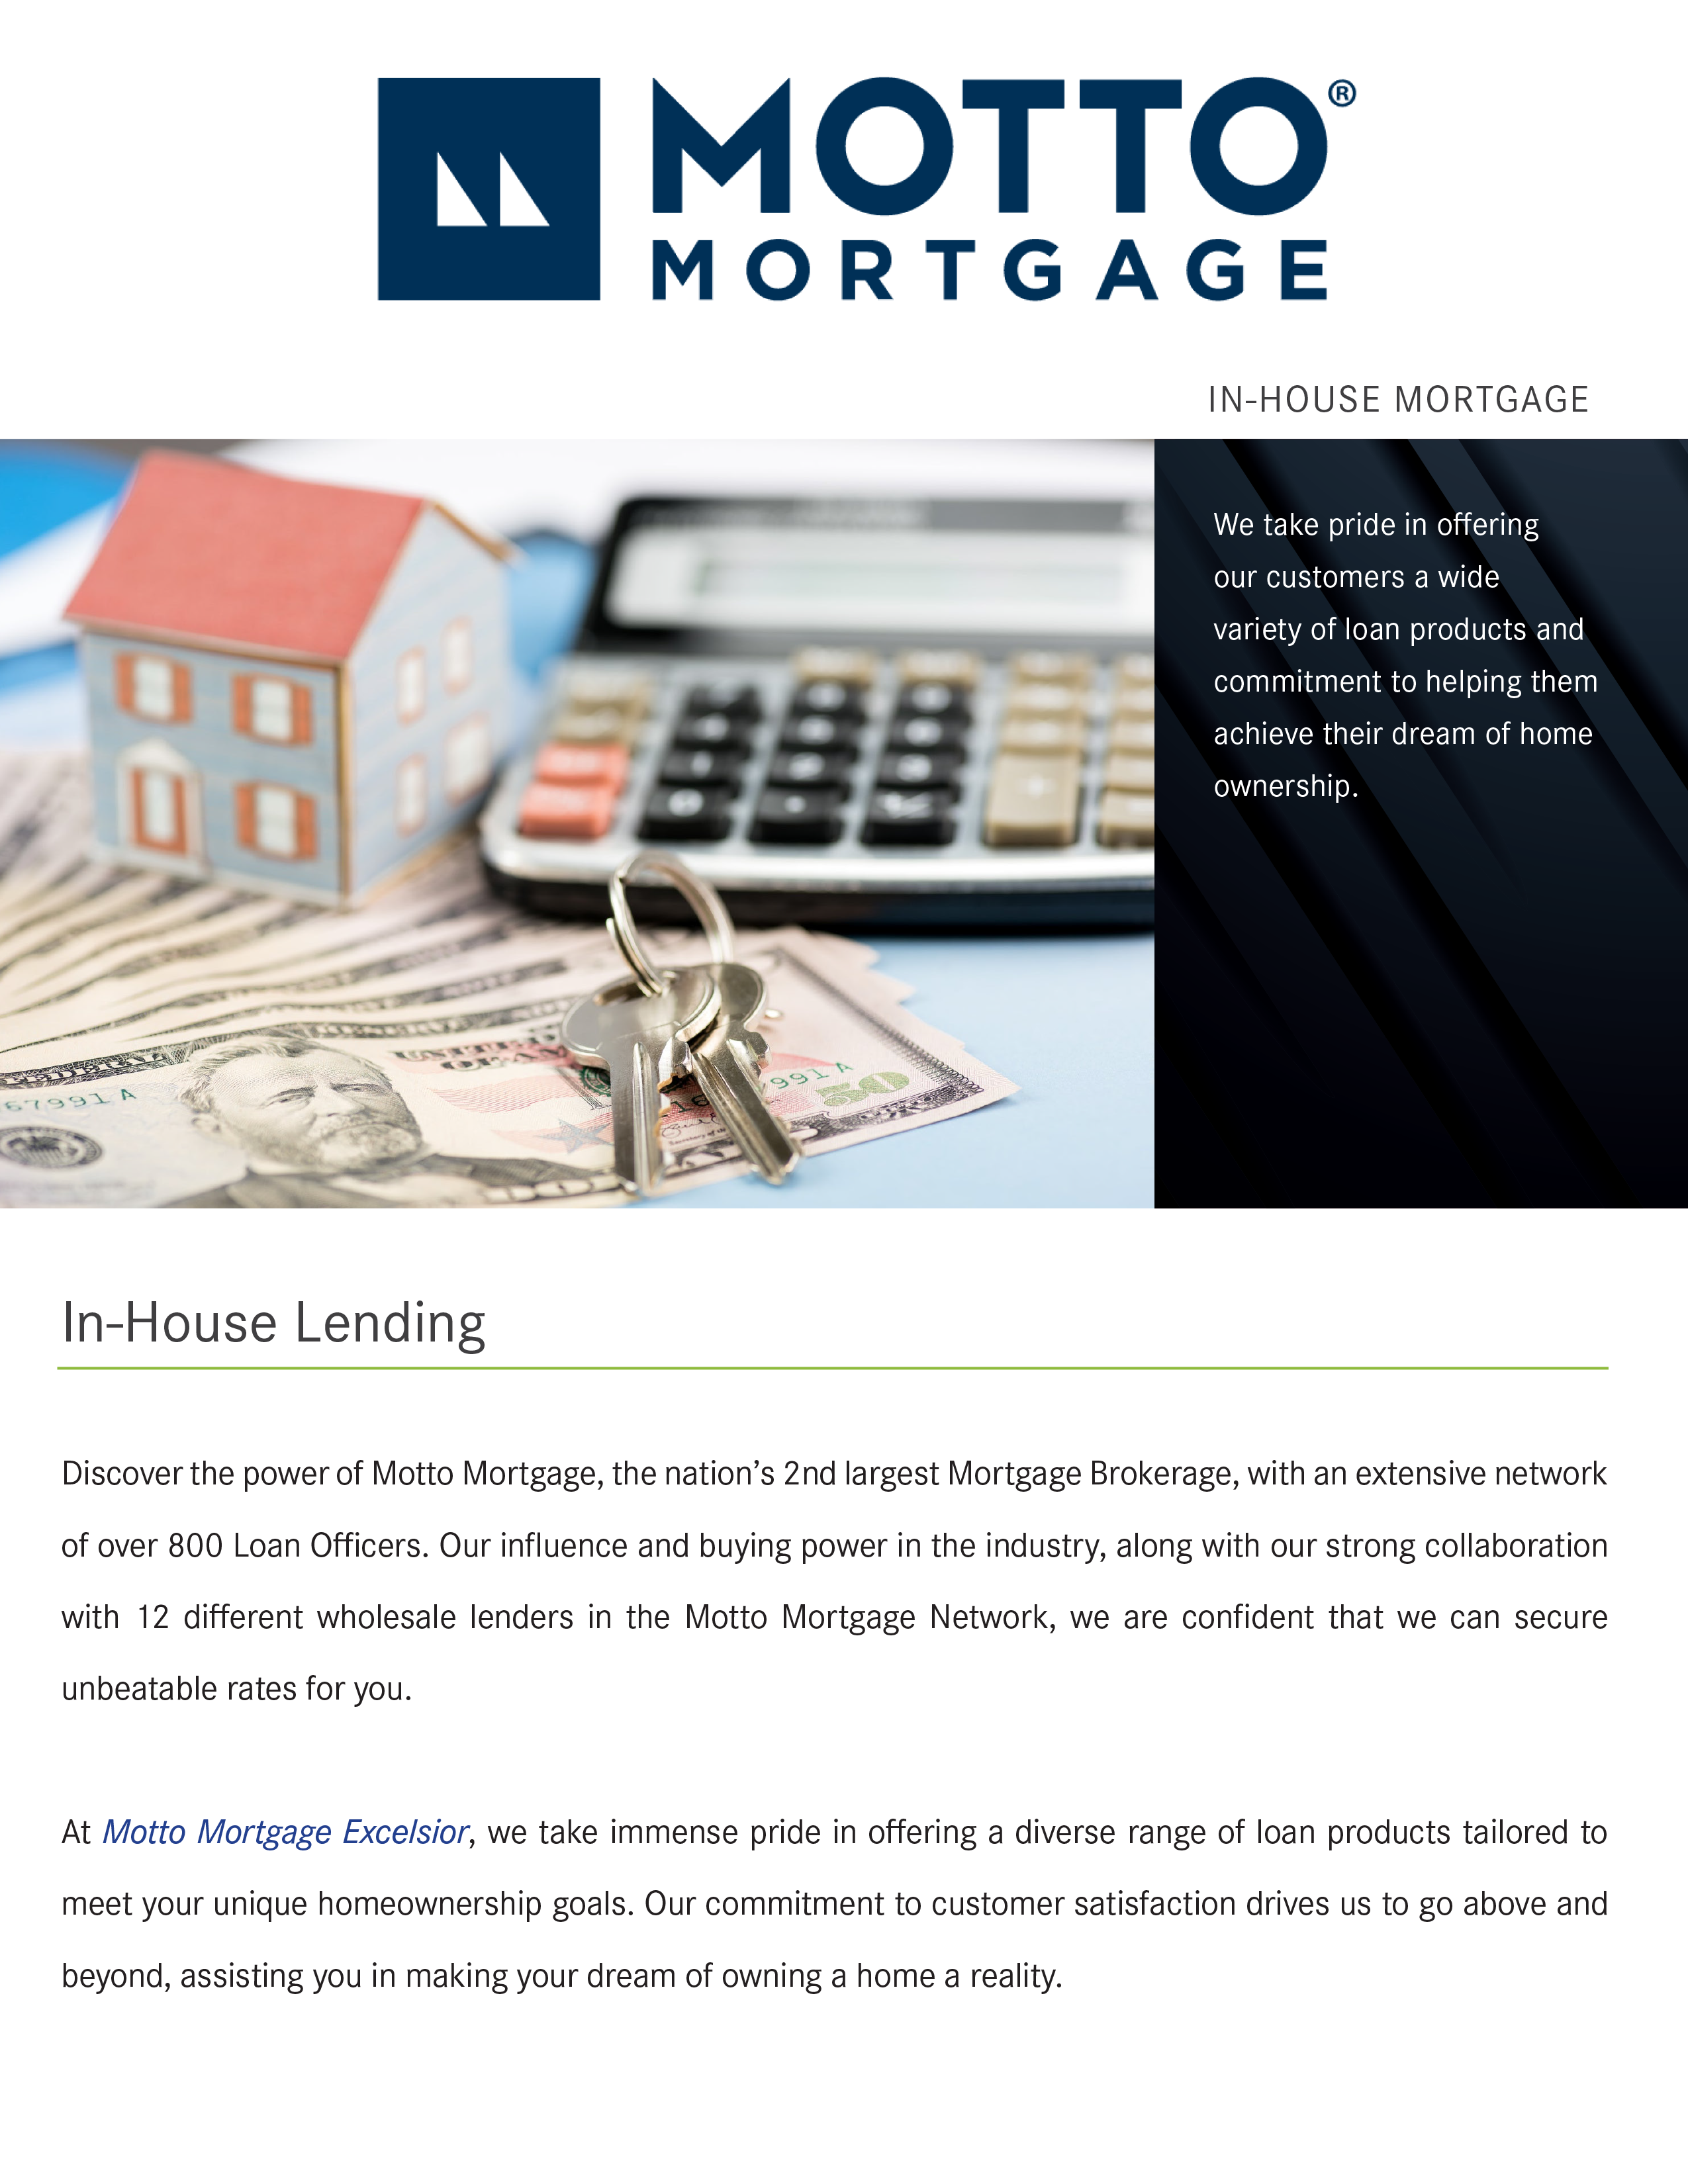 MOTTO®
MORTGAGE
IN-HOUSE MORTGAGE
We take pride in offering
our customers a wide
variety of loan products and
commitment to helping them
achieve their dream of home
ownership.
FEDERAL
RESERVE
UNITED
67991 A
991 A
50
In-House Lending
Discover the power of Motto Mortgage, the nation’s 2nd largest Mortgage Brokerage, with an extensive network
of over 800 Loan Officers. Our influence and buying power in the industry, along with our strong collaboration
with 12 different wholesale lenders in the Motto Mortgage Network, we are confident that we can secure
unbeatable rates for you.
At Motto Mortgage Excelsior, we take immense pride in offering a diverse range of loan products tailored to
meet your unique homeownership goals. Our commitment to customer satisfaction drives us to go above and
beyond, assisting you in making your dream of owning a home a reality.